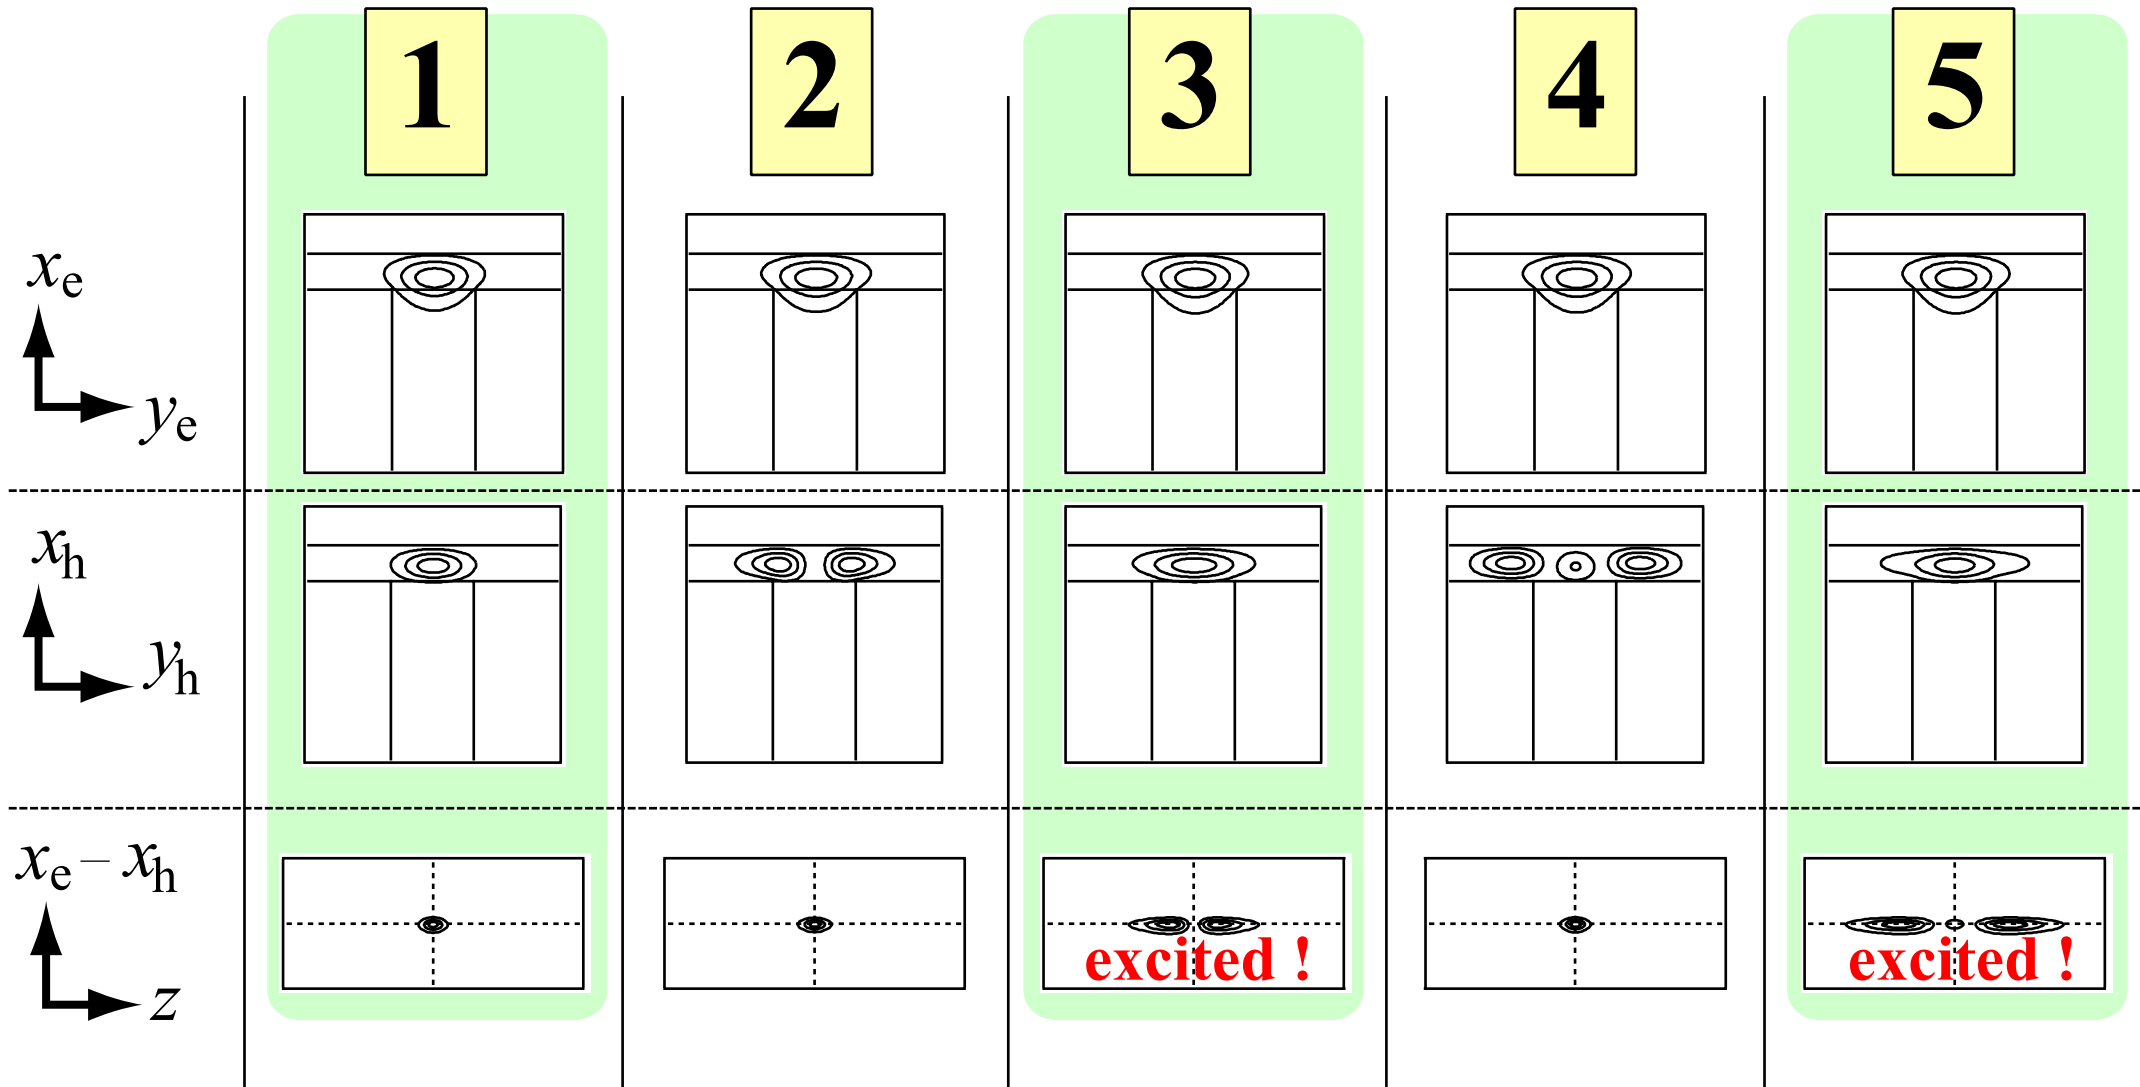 1 2 3 4 5
xe
ye
xh
yh
xe − xh
excited ! excited !
z